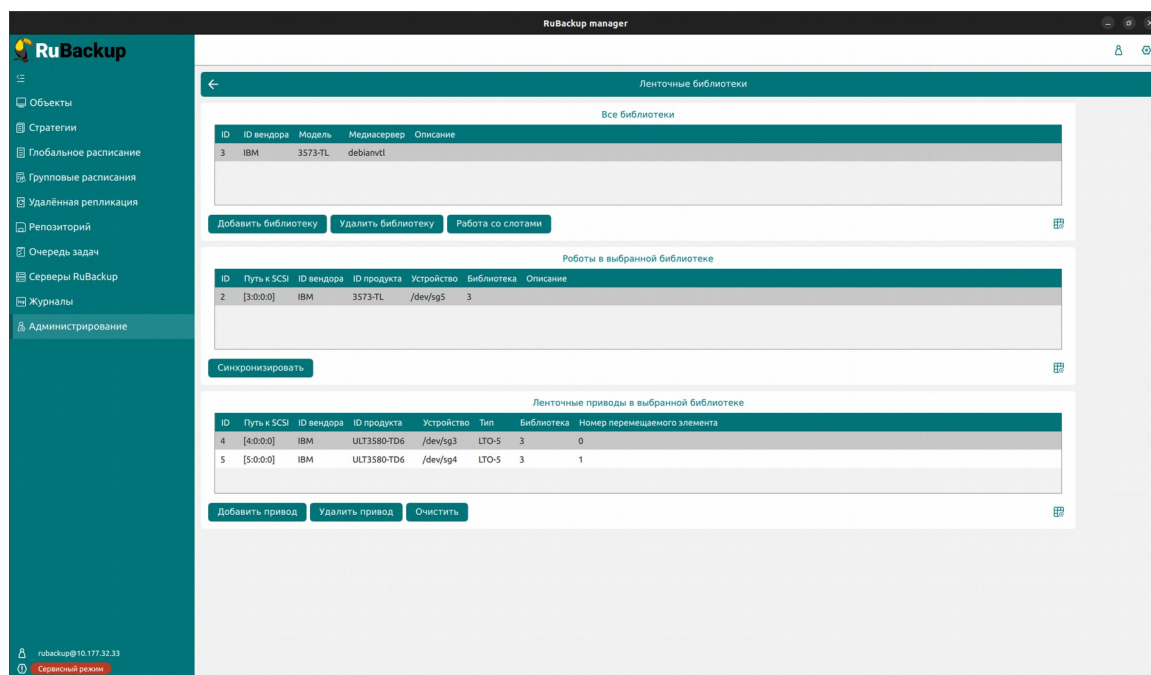 RuBackup manager
RuBackup
Объекты
Стратегии
Глобальное расписание
Групповые расписания
Удалённая репликация
Репозиторий
Очередь задач
Серверы RuBackup
Журналы
Администрирование
rubackup@10.177.32.33
Сервисный режим
Ленточные библиотеки
Все библиотеки
ID ID вендора Модель Медиасервер Описание
3 IBM 3573-TL debianvtl
Добавить библиотеку Удалить библиотеку Работа со слотами
Роботы в выбранной библиотеке
ID Путь к SCSI ID вендора ID продукта Устройство Библиотека Описание
2 [3:0:0:0] IBM 3573-TL /dev/sg5 3
Синхронизировать
Ленточные приводы в выбранной библиотеке
ID Путь к SCSI ID вендора ID продукта Устройство Тип Библиотека Номер перемещаемого элемента
4 [4:0:0:0] IBM ULT3580-TD6 /dev/sg3 LTO-5 3 0
5 [5:0:0:0] IBM ULT3580-TD6 /dev/sg4 LTO-5 3 1
Добавить привод Удалить привод Очистить